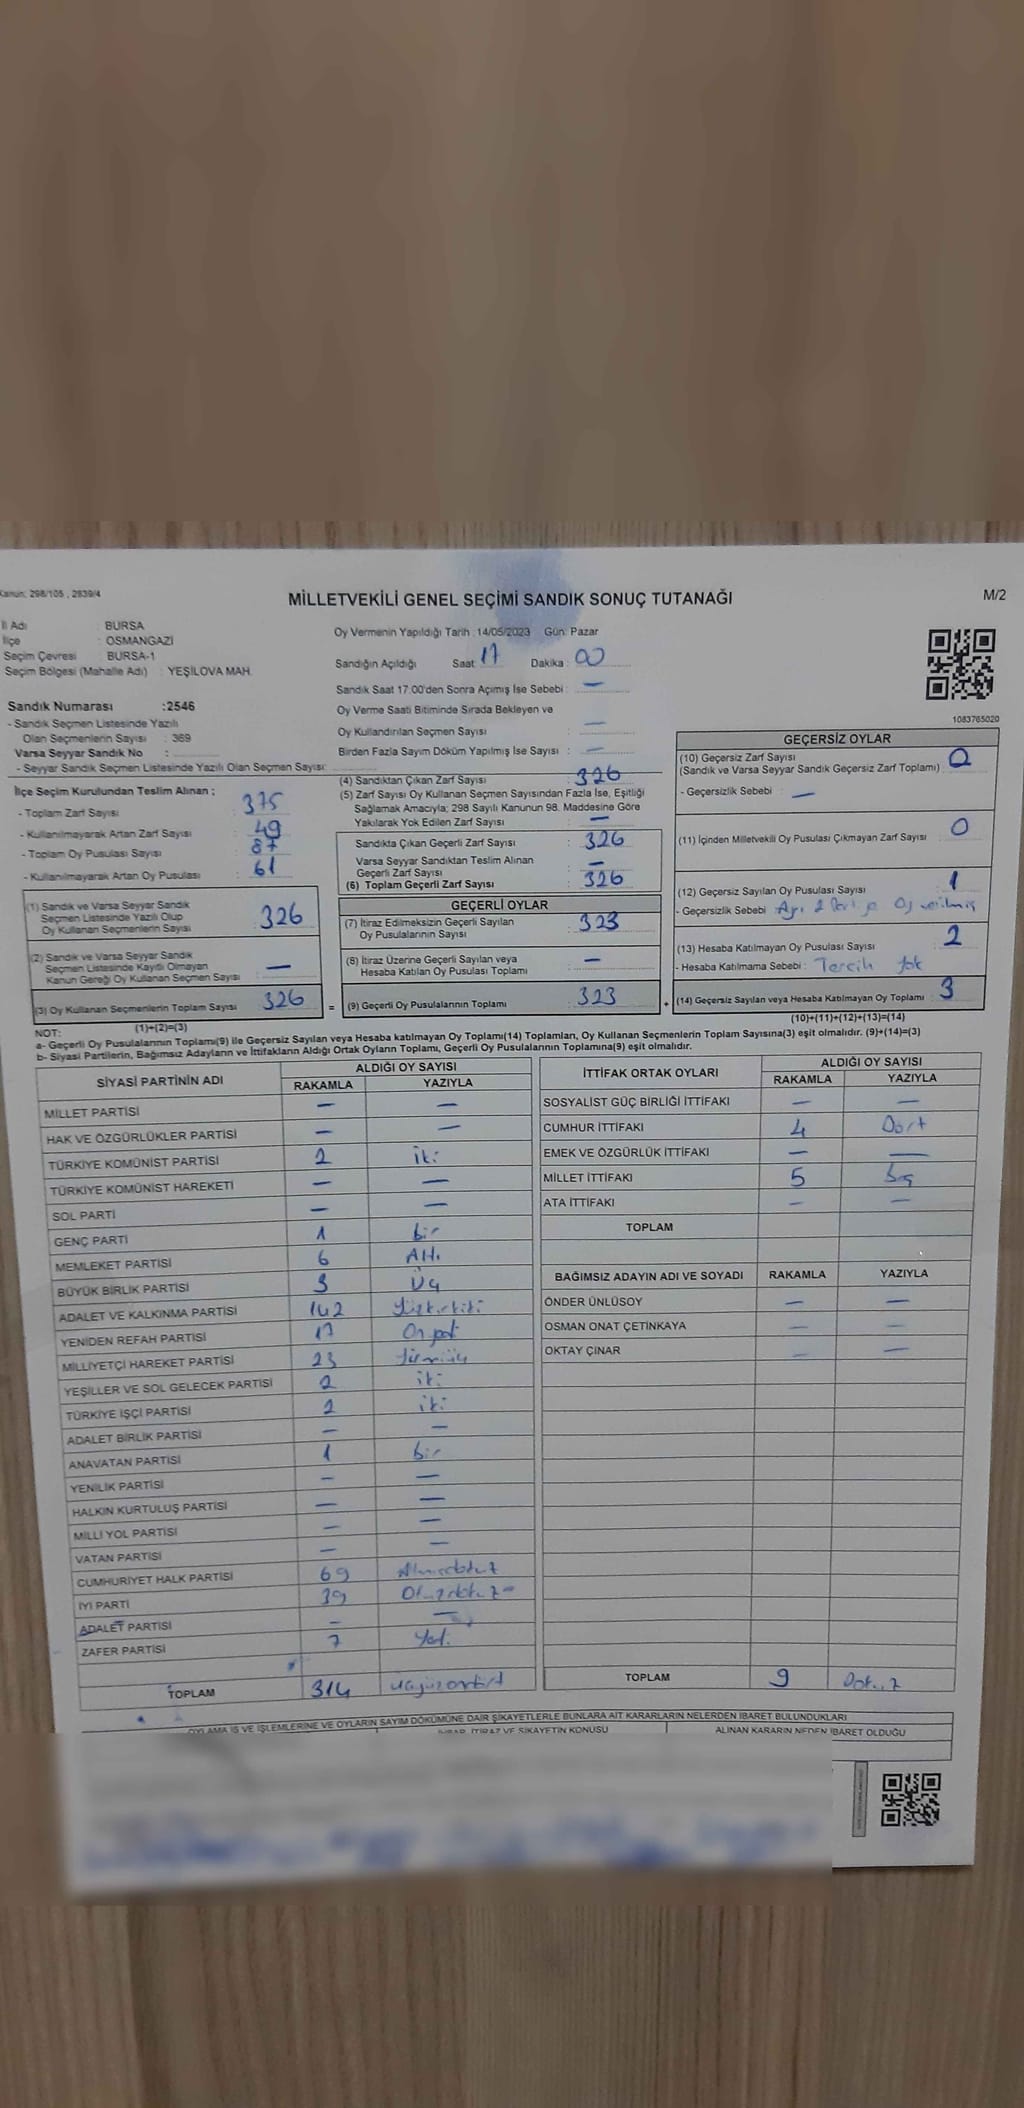 Kanun: 298/105 , 2839/4
MİLLETVEKİLİ GENEL SEÇİMİ SANDIK SONUÇ TUTANAĞI
M/2
İl Adı : BURSA
İlçe : OSMANGAZİ
Seçim Çevresi : BURSA-1
Seçim Bölgesi (Mahalle Adı) : YEŞİLOVA MAH.
Sandık Numarası :2546
- Sandık Seçmen Listesinde Yazılı
Olan Seçmenlerin Sayısı : 369
Varsa Seyyar Sandık No :
- Seyyar Sandık Seçmen Listesinde Yazılı Olan Seçmen Sayısı:
Oy Vermenin Yapıldığı Tarih : 14/05/2023 Gün: Pazar
Sandığın Açıldığı Saat : 17 Dakika : 00
Sandık Saat 17.00'den Sonra Açımış İse Sebebi : —
Oy Verme Saati Bitiminde Sırada Bekleyen ve
Oy Kullandırılan Seçmen Sayısı : —
Birden Fazla Sayım Döküm Yapılmış İse Sayısı : —
1083765020
İlçe Seçim Kurulundan Teslim Alınan ;
- Toplam Zarf Sayısı : 375
- Kullanılmayarak Artan Zarf Sayısı : 49
- Toplam Oy Pusulası Sayısı : 87
- Kullanılmayarak Artan Oy Pusulası : 61
(1) Sandık ve Varsa Seyyar Sandık
Seçmen Listesinde Yazılı Olup
Oy Kullanan Seçmenlerin Sayısı : 326
(2) Sandık ve Varsa Seyyar Sandık
Seçmen Listesinde Kayıtlı Olmayan
Kanun Gereği Oy Kullanan Seçmen Sayısı : —
(3) Oy Kullanan Seçmenlerin Toplam Sayısı : 326
(1)+(2)=(3)
(4) Sandıktan Çıkan Zarf Sayısı : 326
(5) Zarf Sayısı Oy Kullanan Seçmen Sayısından Fazla İse, Eşitliği
Sağlamak Amacıyla; 298 Sayılı Kanunun 98. Maddesine Göre
Yakılarak Yok Edilen Zarf Sayısı : —
Sandıkta Çıkan Geçerli Zarf Sayısı : 326
Varsa Seyyar Sandıktan Teslim Alınan
Geçerli Zarf Sayısı : —
(6) Toplam Geçerli Zarf Sayısı : 326
GEÇERLİ OYLAR
(7) İtiraz Edilmeksizin Geçerli Sayılan
Oy Pusulalarının Sayısı : 323
(8) İtiraz Üzerine Geçerli Sayılan veya
Hesaba Katılan Oy Pusulası Toplamı : —
= (9) Geçerli Oy Pusulalarının Toplamı : 323
GEÇERSİZ OYLAR
(10) Geçersiz Zarf Sayısı
(Sandık ve Varsa Seyyar Sandık Geçersiz Zarf Toplamı) : 0
- Geçersizlik Sebebi : —
(11) İçinden Milletvekili Oy Pusulası Çıkmayan Zarf Sayısı : 0
(12) Geçersiz Sayılan Oy Pusulası Sayısı : 1
- Geçersizlik Sebebi : Ayrı 2 Partiye Oy verilmiş
(13) Hesaba Katılmayan Oy Pusulası Sayısı : 2
- Hesaba Katılmama Sebebi : Tercih Yok
+ (14) Geçersiz Sayılan veya Hesaba Katılmayan Oy Toplamı : 3
(10)+(11)+(12)+(13)=(14)
NOT:
a- Geçerli Oy Pusulalarının Toplamı(9) ile Geçersiz Sayılan veya Hesaba katılmayan Oy Toplamı(14) Toplamları, Oy Kullanan Seçmenlerin Toplam Sayısına(3) eşit olmalıdır. (9)+(14)=(3)
b- Siyasi Partilerin, Bağımsız Adayların ve İttifakların Aldığı Ortak Oyların Toplamı, Geçerli Oy Pusulalarının Toplamına(9) eşit olmalıdır.
SİYASİ PARTİNİN ADI ALDIĞI OY SAYISI
RAKAMLA YAZIYLA
MİLLET PARTİSİ — —
HAK VE ÖZGÜRLÜKLER PARTİSİ — —
TÜRKİYE KOMÜNİST PARTİSİ 2 iki
TÜRKİYE KOMÜNİST HAREKETİ — —
SOL PARTİ — —
GENÇ PARTİ 1 bir
MEMLEKET PARTİSİ 6 Altı
BÜYÜK BİRLİK PARTİSİ 3 Üç
ADALET VE KALKINMA PARTİSİ 142 Yüzkırkiki
YENİDEN REFAH PARTİSİ 17 Onyedi
MİLLİYETÇİ HAREKET PARTİSİ 23 Yirmiüç
YEŞİLLER VE SOL GELECEK PARTİSİ 2 iki
TÜRKİYE İŞÇİ PARTİSİ 2 iki
ADALET BİRLİK PARTİSİ — —
ANAVATAN PARTİSİ 1 bir
YENİLİK PARTİSİ — —
HALKIN KURTULUŞ PARTİSİ — —
MİLLİ YOL PARTİSİ — —
VATAN PARTİSİ — —
CUMHURİYET HALK PARTİSİ 69 Altmışdokuz
İYİ PARTİ 39 Otuzdokuz
ADALET PARTİSİ — —
ZAFER PARTİSİ 7 Yedi
TOPLAM 314 üçyüzondört
İTTİFAK ORTAK OYLARI ALDIĞI OY SAYISI
RAKAMLA YAZIYLA
SOSYALİST GÜÇ BİRLİĞİ İTTİFAKI — —
CUMHUR İTTİFAKI 4 Dört
EMEK VE ÖZGÜRLÜK İTTİFAKI — —
MİLLET İTTİFAKI 5 Beş
ATA İTTİFAKI — —
TOPLAM
BAĞIMSIZ ADAYIN ADI VE SOYADI RAKAMLA YAZIYLA
ÖNDER ÜNLÜSOY — —
OSMAN ONAT ÇETİNKAYA — —
OKTAY ÇINAR — —
TOPLAM 9 Dokuz
OYLAMA İŞ VE İŞLEMLERİNE VE OYLARIN SAYIM DÖKÜMÜNE DAİR ŞİKAYETLERLE BUNLARA AİT KARARLARIN NELERDEN İBARET BULUNDUKLARI
İHBAR, İTİRAZ VE ŞİKAYETİN KONUSU ALINAN KARARIN NEDEN İBARET OLDUĞU